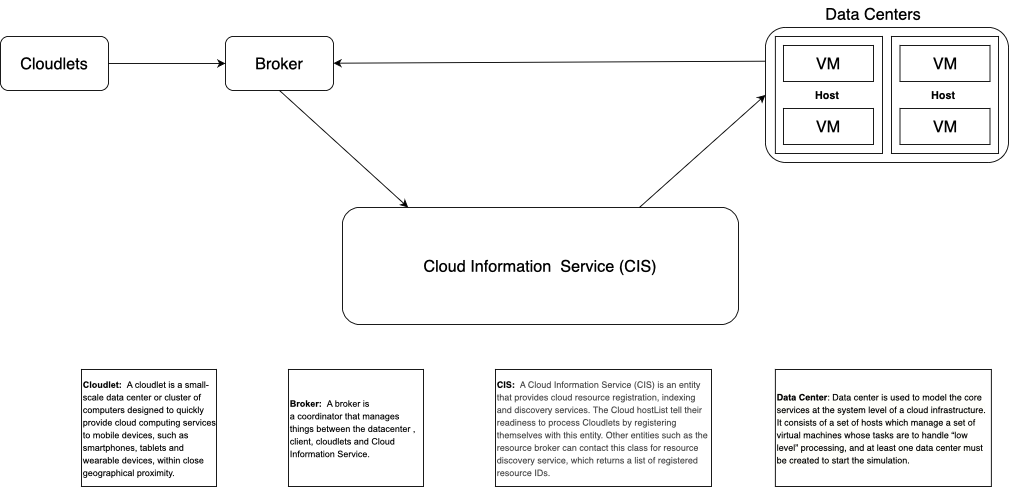 Data Centers
Cloudlets
Broker
VM
VM
Host
Host
VM
VM
Cloud Information Service (CIS)
Cloudlet: A cloudlet is a small-
scale data center or cluster of
computers designed to quickly
provide cloud computing services
to mobile devices, such as
smartphones, tablets and
wearable devices, within close
geographical proximity.
Broker: A broker is
a coordinator that manages
things between the datacenter ,
client, cloudlets and Cloud
Information Service.
CIS: A Cloud Information Service (CIS) is an entity
that provides cloud resource registration, indexing
and discovery services. The Cloud hostList tell their
readiness to process Cloudlets by registering
themselves with this entity. Other entities such as the
resource broker can contact this class for resource
discovery service, which returns a list of registered
resource IDs.
Data Center: Data center is used to model the core
services at the system level of a cloud infrastructure.
It consists of a set of hosts which manage a set of
virtual machines whose tasks are to handle “low
level” processing, and at least one data center must
be created to start the simulation.